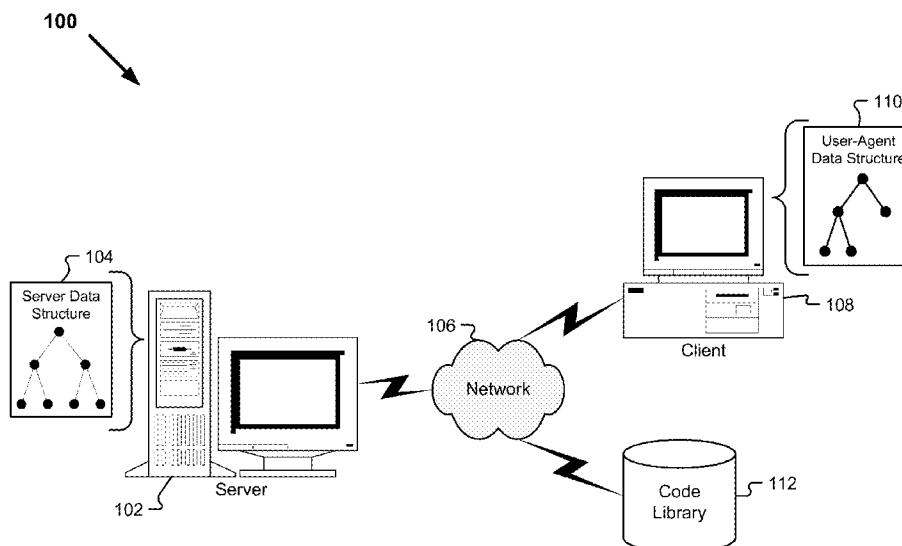 100
110
User-Agent
Data Structure
104
Server Data
Structure
106
108
Client
Network
Server
102
Code
Library
112